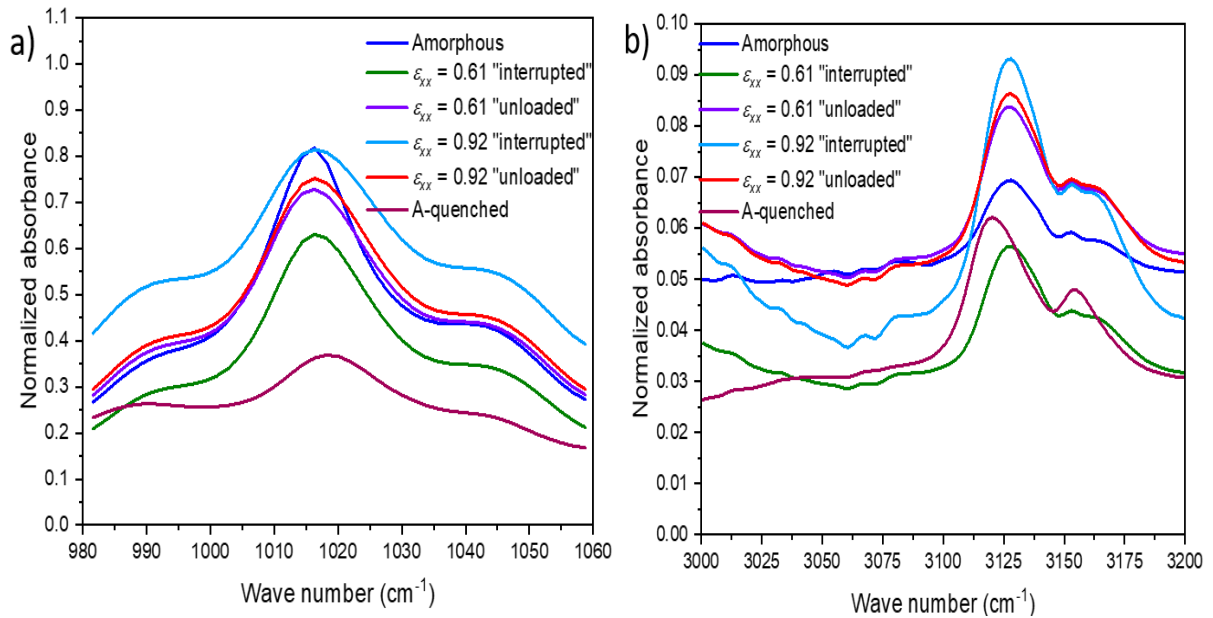 a)
Normalized absorbance
1.1
1.0
0.9
0.8
0.7
0.6
0.5
0.4
0.3
0.2
0.1
0.0
Amorphous
εxx = 0.61 "interrupted"
εxx = 0.61 "unloaded"
εxx = 0.92 "interrupted"
εxx = 0.92 "unloaded"
A-quenched
980 990 1000 1010 1020 1030 1040 1050 1060
Wave number (cm-1)
b)
Normalized absorbance
0.10
0.09
0.08
0.07
0.06
0.05
0.04
0.03
0.02
0.01
0.00
Amorphous
εxx = 0.61 "interrupted"
εxx = 0.61 "unloaded"
εxx = 0.92 "interrupted"
εxx = 0.92 "unloaded"
A-quenched
3000 3025 3050 3075 3100 3125 3150 3175 3200
Wave number (cm-1)